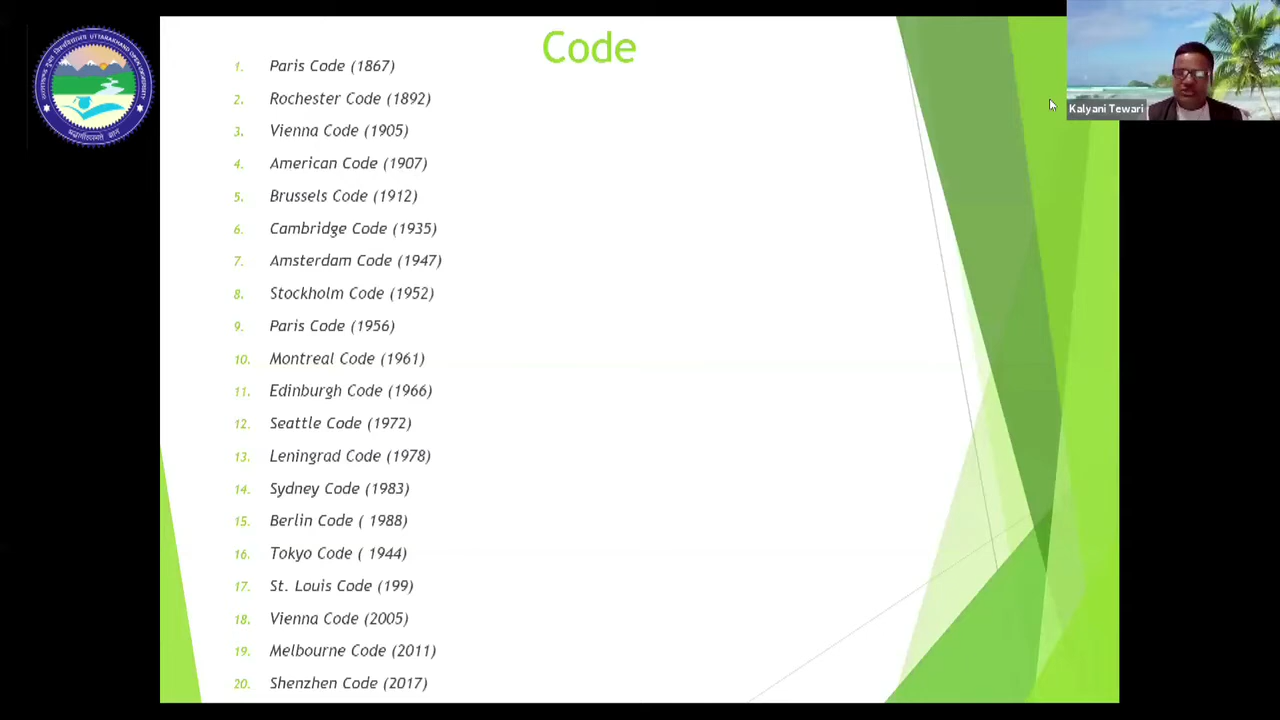 Code
1. Paris Code (1867)
2. Rochester Code (1892)
3. Vienna Code (1905)
4. American Code (1907)
5. Brussels Code (1912)
6. Cambridge Code (1935)
7. Amsterdam Code (1947)
8. Stockholm Code (1952)
9. Paris Code (1956)
10. Montreal Code (1961)
11. Edinburgh Code (1966)
12. Seattle Code (1972)
13. Leningrad Code (1978)
14. Sydney Code (1983)
15. Berlin Code ( 1988)
16. Tokyo Code ( 1944)
17. St. Louis Code (199)
18. Vienna Code (2005)
19. Melbourne Code (2011)
20. Shenzhen Code (2017)
Kalyani Tewari
UTTARAKHAND OPEN UNIVERSITY